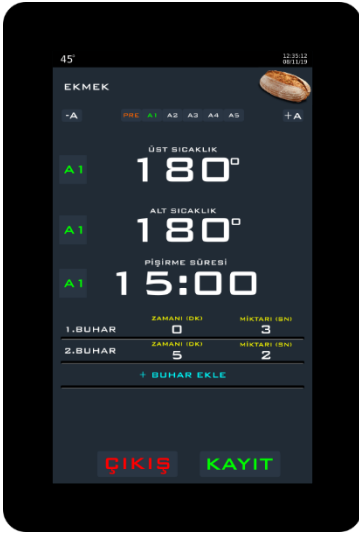 45°
12:35:12
08/11/19
EKMEK
-A PRE A1 A2 A3 A4 A5 +A
ÜST SICAKLIK
A1 180°
ALT SICAKLIK
A1 180°
PİŞİRME SÜRESİ
A1 15:00
ZAMANI (DK) MİKTARI (SN)
1.BUHAR 0 3
ZAMANI (DK) MİKTARI (SN)
2.BUHAR 5 2
+ BUHAR EKLE
ÇIKIŞ KAYIT